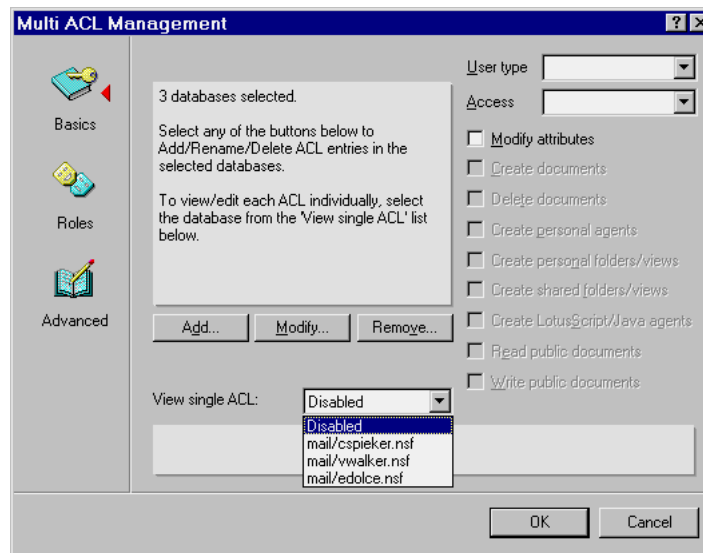 Multi ACL Management
Basics
Roles
Advanced
3 databases selected.
Select any of the buttons below to
Add/Rename/Delete ACL entries in the
selected databases.
To view/edit each ACL individually, select
the database from the 'View single ACL' list
below.
Add...
Modify...
Remove...
View single ACL:
Disabled
Disabled
mail/cspieker.nsf
mail/vwalker.nsf
mail/edolce.nsf
User type
Access
Modify attributes
Create documents
Delete documents
Create personal agents
Create personal folders/views
Create shared folders/views
Create LotusScript/Java agents
Read public documents
Write public documents
OK
Cancel